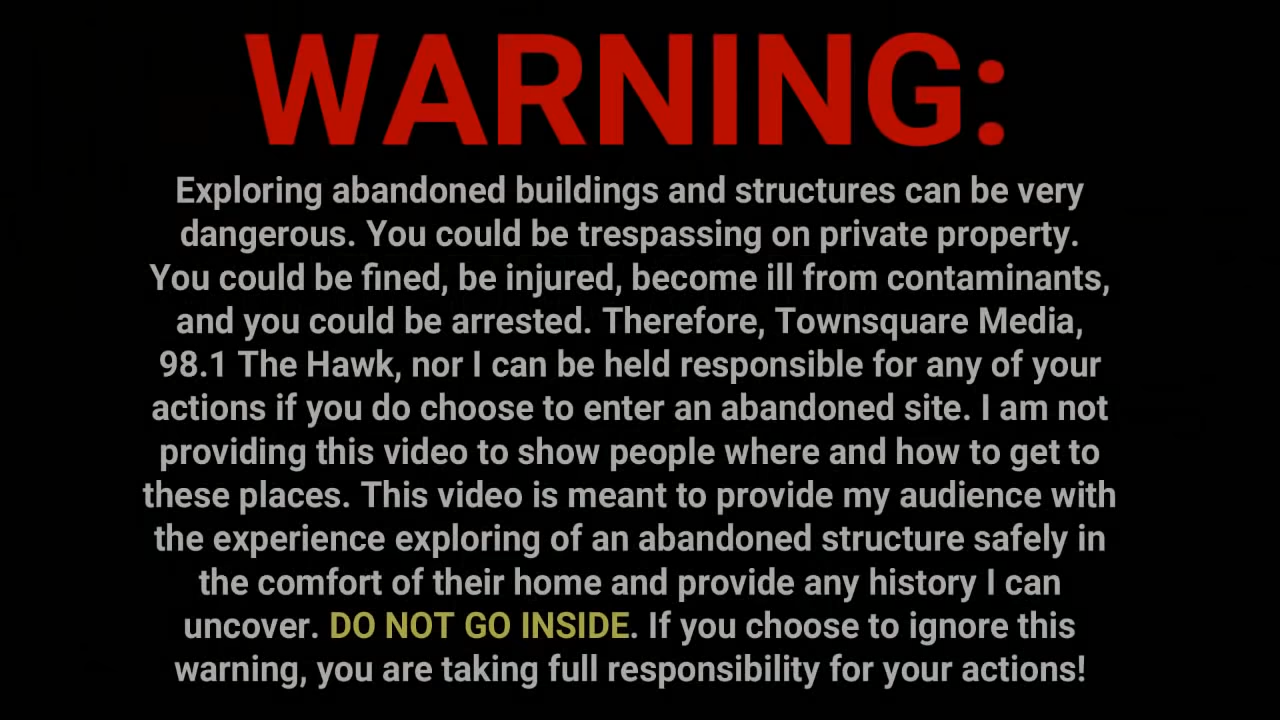 WARNING:
Exploring abandoned buildings and structures can be very
dangerous. You could be trespassing on private property.
You could be fined, be injured, become ill from contaminants,
and you could be arrested. Therefore, Townsquare Media,
98.1 The Hawk, nor I can be held responsible for any of your
actions if you do choose to enter an abandoned site. I am not
providing this video to show people where and how to get to
these places. This video is meant to provide my audience with
the experience exploring of an abandoned structure safely in
the comfort of their home and provide any history I can
uncover. DO NOT GO INSIDE. If you choose to ignore this
warning, you are taking full responsibility for your actions!